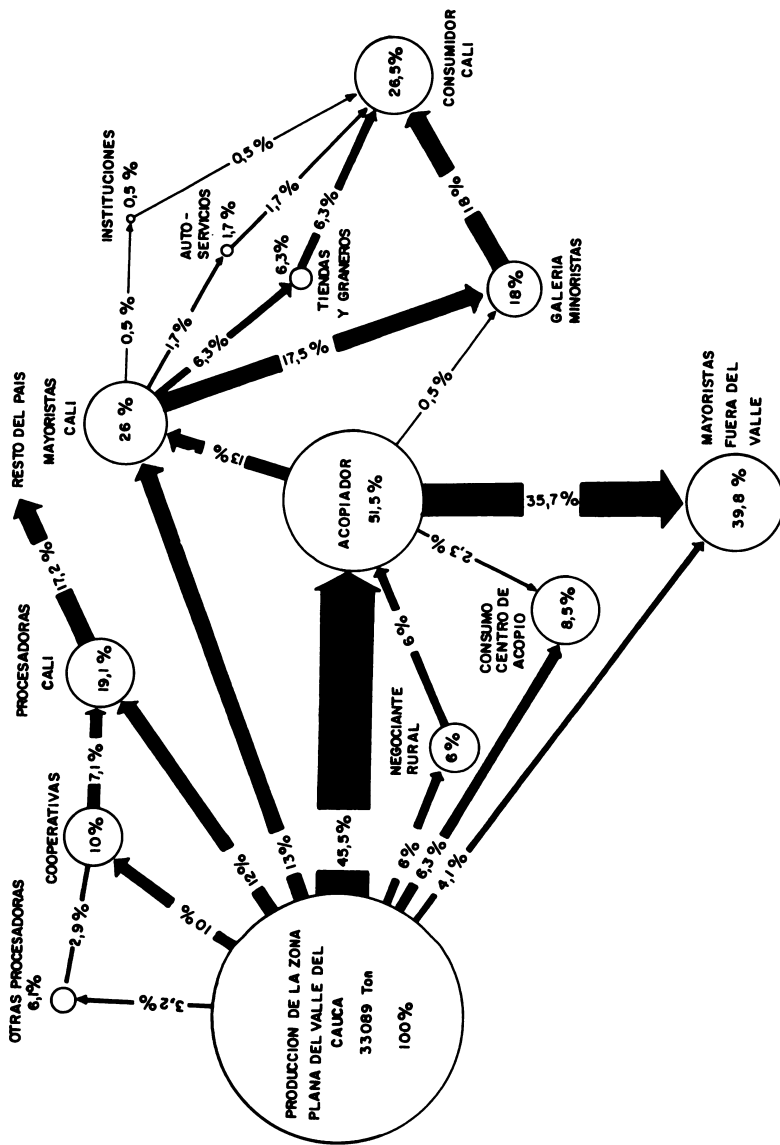 OTRAS PROCESADORAS
6,1%
2,9%
3,2%
COOPERATIVAS
10%
10%
7,1 %
PROCESADORAS
CALI
19,1 %
17,2 %
RESTO DEL PAIS
12%
13%
MAYORISTAS
CALI
26 %
0,5 %
INSTITUCIONES
0,5 %
0,5 %
1,7%
AUTO-
SERVICIOS
1,7 %
1,7%
6,3%
6,3%
TIENDAS
Y GRANEROS
6,3%
17,5 %
CONSUMIDOR
CALI
26,5%
18%
GALERIA
MINORISTAS
18%
PRODUCCION DE LA ZONA
PLANA DEL VALLE DEL
CAUCA
33089 Ton
100%
45,5%
ACOPIADOR
51,5 %
13%
0,5 %
35,7%
2,3 %
6%
NEGOCIANTE
RURAL
6%
6%
6,3%
CONSUMO
CENTRO DE
ACOPIO
8,5%
4,1 %
MAYORISTAS
FUERA DEL
VALLE
39,8 %